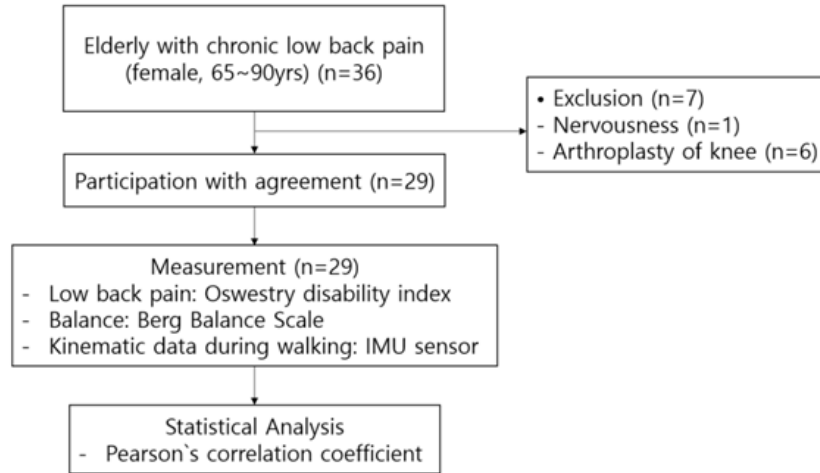 Elderly with chronic low back pain
(female, 65~90yrs) (n=36)
• Exclusion (n=7)
- Nervousness (n=1)
- Arthroplasty of knee (n=6)
Participation with agreement (n=29)
Measurement (n=29)
- Low back pain: Oswestry disability index
- Balance: Berg Balance Scale
- Kinematic data during walking: IMU sensor
Statistical Analysis
- Pearson`s correlation coefficient